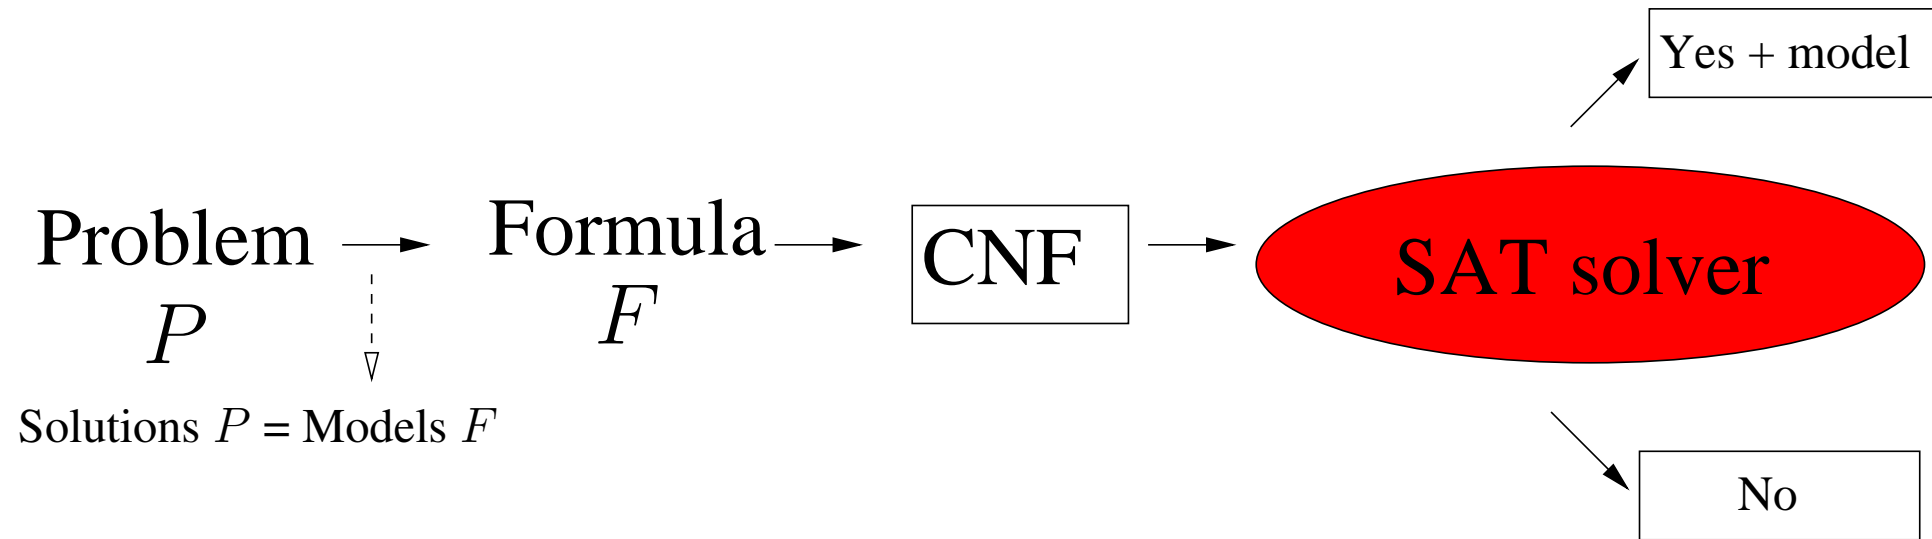 Problem
P
Solutions P = Models F
Formula
F
CNF
SAT solver
Yes + model
No